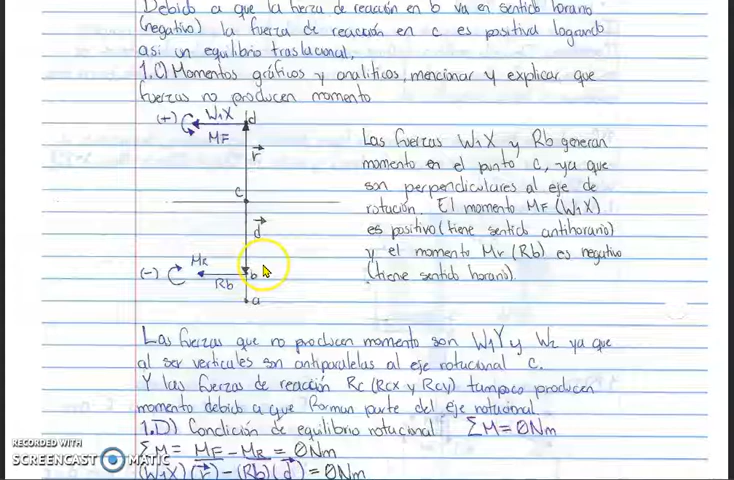 Debido a que la fuerza de reacción en b va en sentido horario
(negativo) la fuerza de reacción en c es positiva logrando
asi un equilibrio traslacional,
1.C) Momentos gráficos y analíticos, mencionar y explicar que
fuerzas no producen momento
(+) W1X d
MF
r
c
d
MR
(-) b
Rb
a
Las fuerzas W1X y Rb generan
momento en el punto c, ya que
son perpendiculares al eje de
rotación. El momento MF (W1X)
es positivo (tiene sentido antihorario)
y el momento Mr (Rb) es negativo
(tiene sentido horario).
Las fuerzas que no producen momento son W1Y y W2 ya que
al ser verticales son antiparalelas al eje rotacional c.
Y las fuerzas de reacción Rc (Rcx y Rcy) tampoco producen
momento debido a que forman parte del eje rotacional.
1.D) Condición de equilibrio rotacional ΣM = 0Nm
ΣM = MF - MR = 0Nm
(W1X)(r) - (Rb)(d) = 0Nm
RECORDED WITH
SCREENCAST MATIC